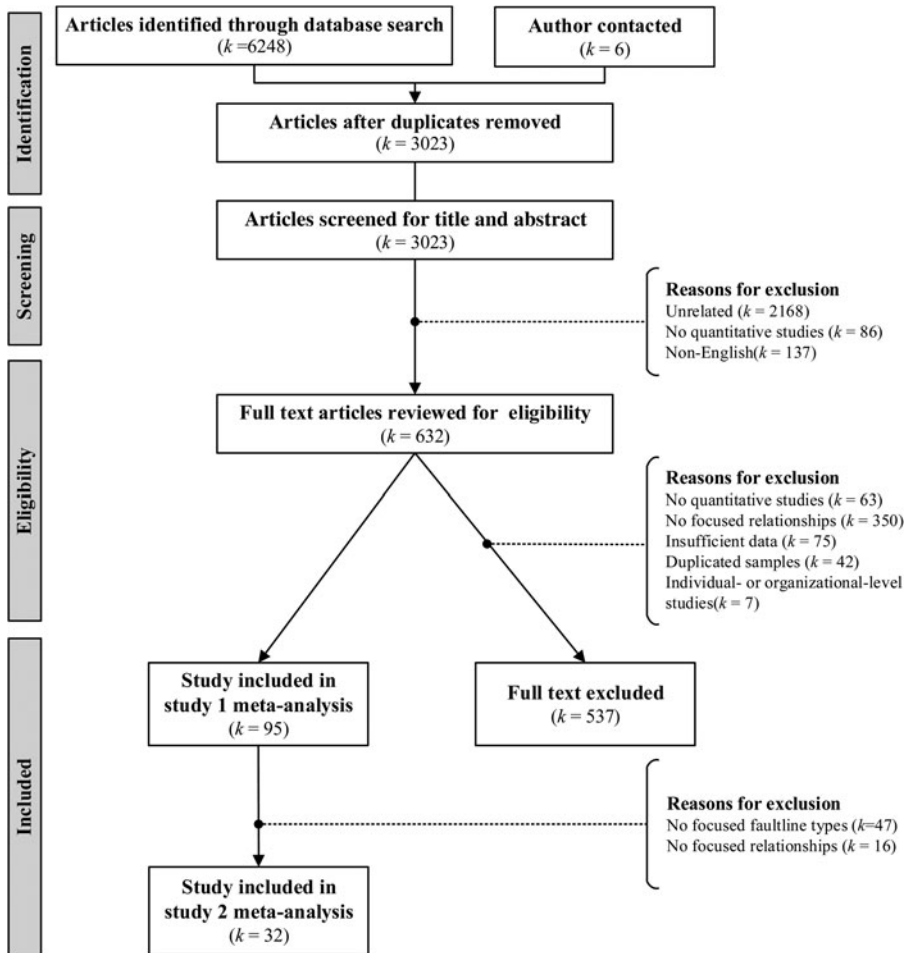 Identification
Articles identified through database search
(k =6248)
Author contacted
(k = 6)
Articles after duplicates removed
(k = 3023)
Screening
Articles screened for title and abstract
(k = 3023)
Reasons for exclusion
Unrelated (k = 2168)
No quantitative studies (k = 86)
Non-English(k = 137)
Eligibility
Full text articles reviewed for eligibility
(k = 632)
Reasons for exclusion
No quantitative studies (k = 63)
No focused relationships (k = 350)
Insufficient data (k = 75)
Duplicated samples (k = 42)
Individual- or organizational-level
studies(k = 7)
Included
Study included in
study 1 meta-analysis
(k = 95)
Full text excluded
(k = 537)
Reasons for exclusion
No focused faultline types (k=47)
No focused relationships (k = 16)
Study included in
study 2 meta-analysis
(k = 32)